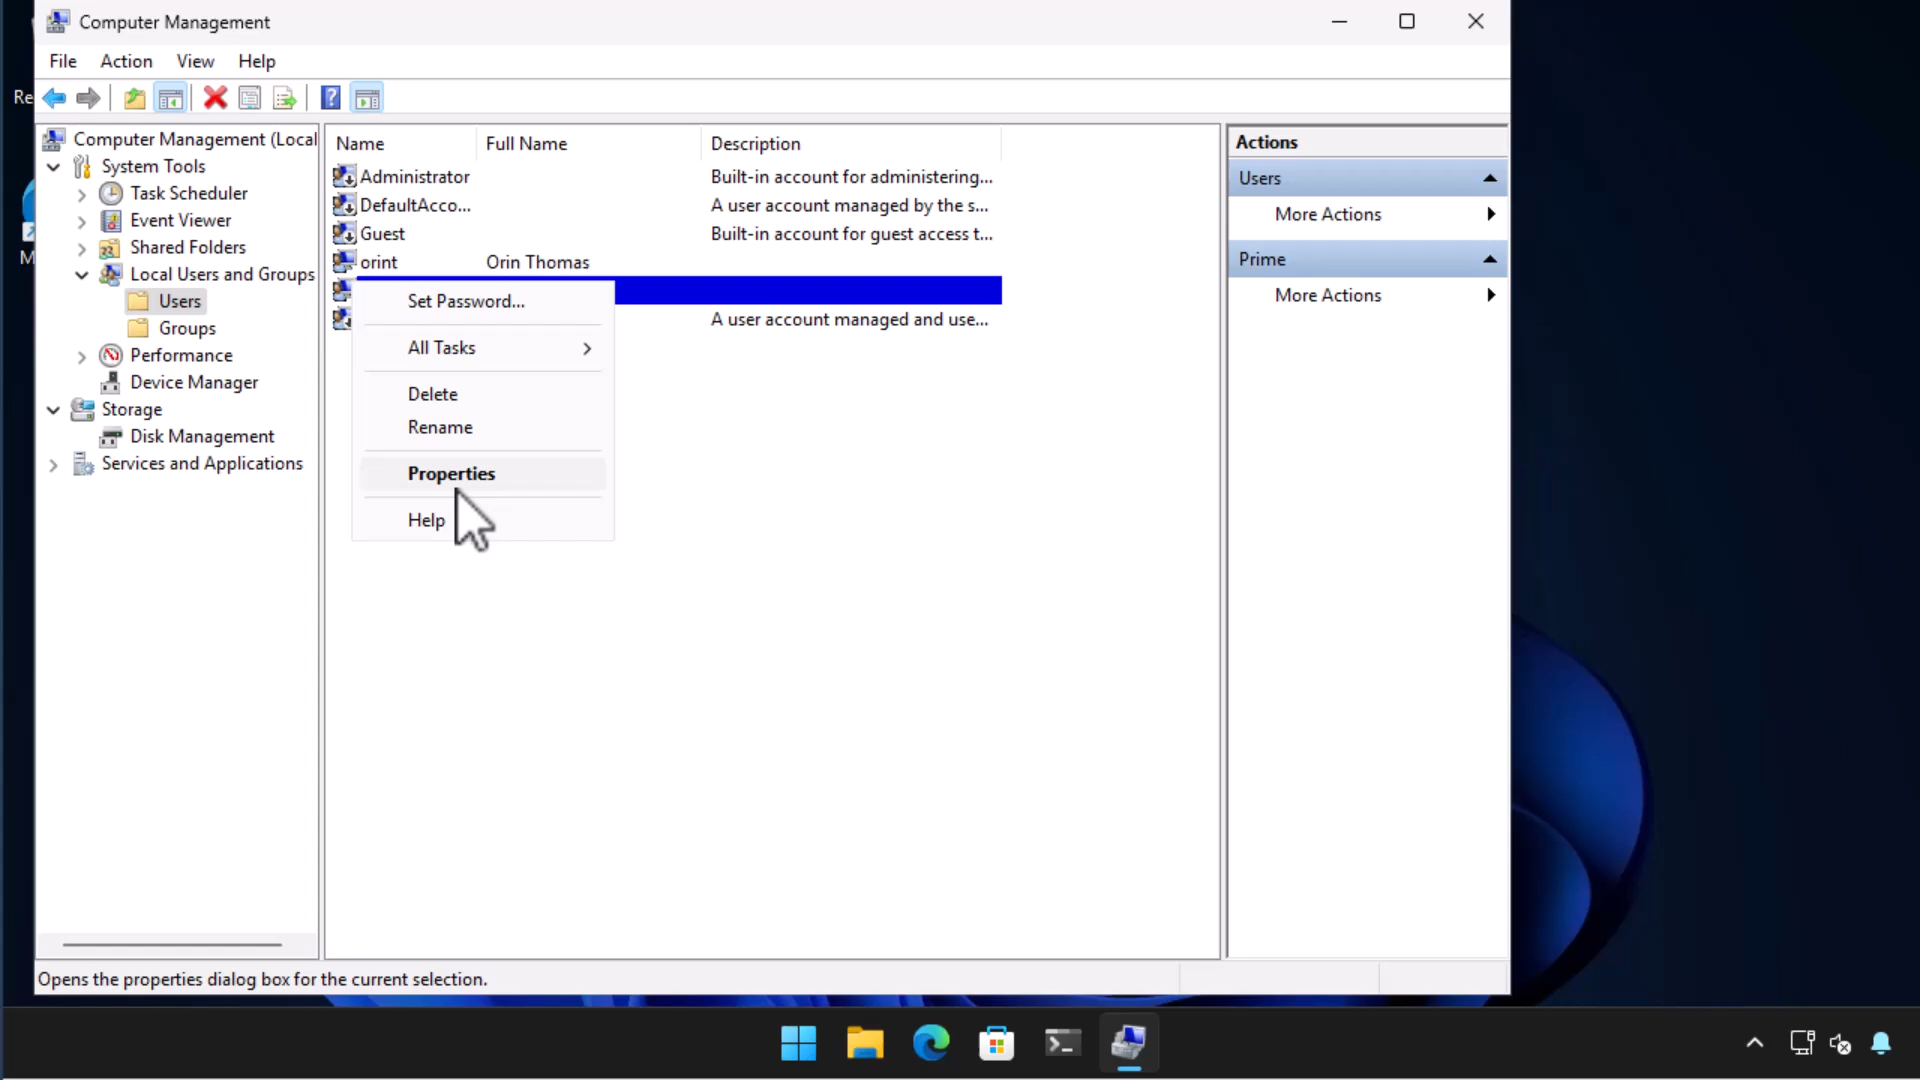 Computer Management
File Action View Help
Re
Computer Management (Local
System Tools
Task Scheduler
Event Viewer
Shared Folders
Local Users and Groups
Users
Groups
Performance
Device Manager
Storage
Disk Management
Services and Applications
M
Name Full Name Description
Administrator Built-in account for administering...
DefaultAcco... A user account managed by the s...
Guest Built-in account for guest access t...
orint Orin Thomas
A user account managed and use...
Set Password...
All Tasks
Delete
Rename
Properties
Help
Actions
Users
More Actions
Prime
More Actions
Opens the properties dialog box for the current selection.